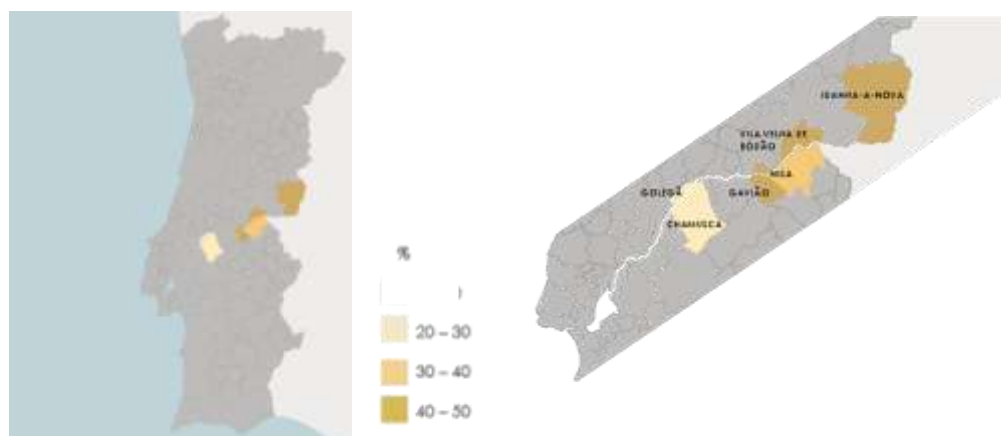 %
20 – 30
30 – 40
40 – 50
IDANHA-A-NOVA
VILA VELHA DE
RÓDÃO
NISA
GOLEGÃ
GAVIÃO
CHAMUSCA